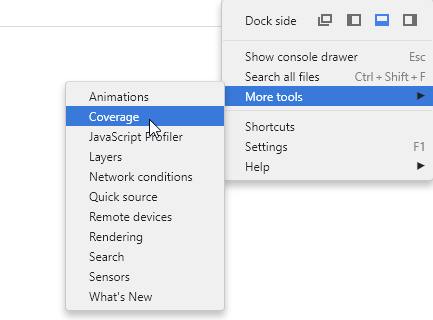 Dock side
Show console drawer Esc
Search all files Ctrl + Shift + F
More tools
Shortcuts
Settings F1
Help
Animations
Coverage
JavaScript Profiler
Layers
Network conditions
Quick source
Remote devices
Rendering
Search
Sensors
What's New